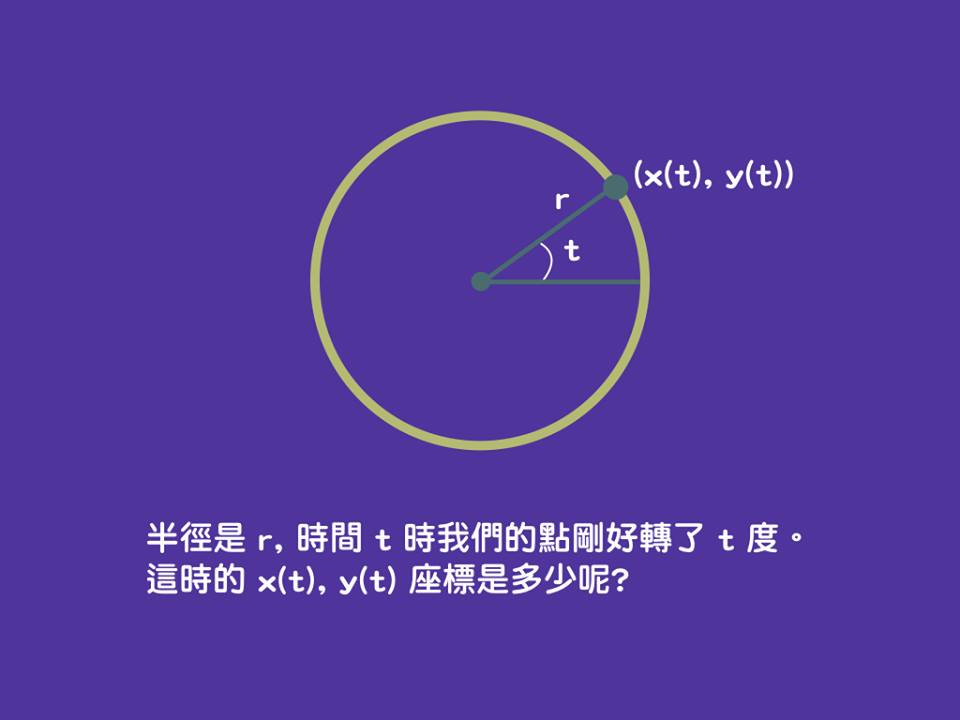 (x(t), y(t))
r
t
半徑是 r, 時間 t 時我們的點剛好轉了 t 度。
這時的 x(t), y(t) 座標是多少呢?